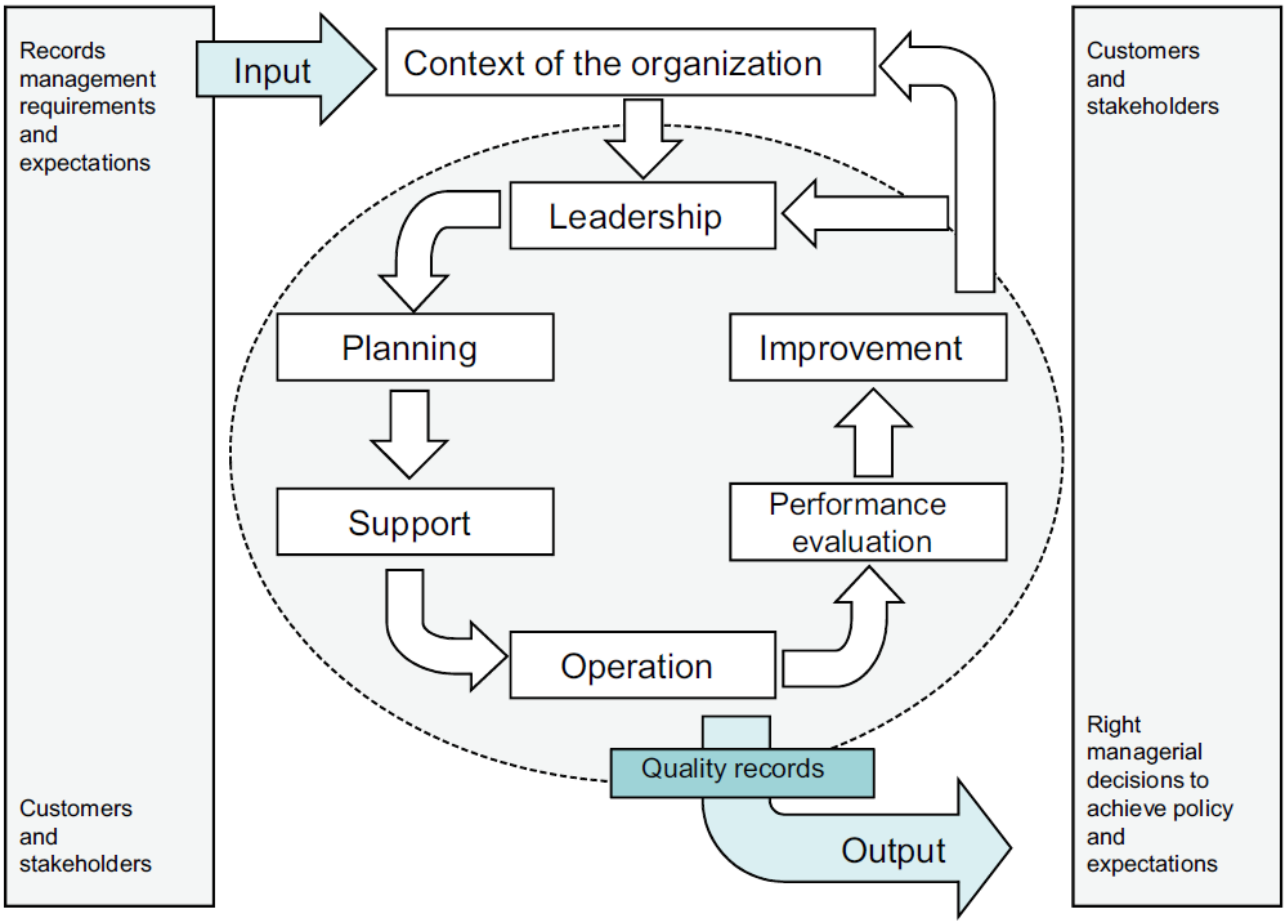 Records
management
requirements
and
expectations
Customers
and
stakeholders
Input
Context of the organization
Leadership
Planning
Support
Operation
Performance
evaluation
Improvement
Quality records
Output
Customers
and
stakeholders
Right
managerial
decisions to
achieve policy
and
expectations